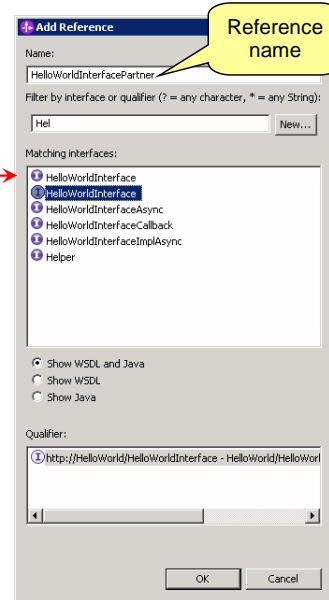 Add Reference
Reference
name
Name:
HelloWorldInterfacePartner
Filter by interface or qualifier (? = any character, * = any String):
Hel
New...
Matching interfaces:
HelloWorldInterface
HelloWorldInterface
HelloWorldInterfaceAsync
HelloWorldInterfaceCallback
HelloWorldInterfaceImplAsync
Helper
Show WSDL and Java
Show WSDL
Show Java
Qualifier:
http://HelloWorld/HelloWorldInterface - HelloWorld/HelloWorl
OK
Cancel